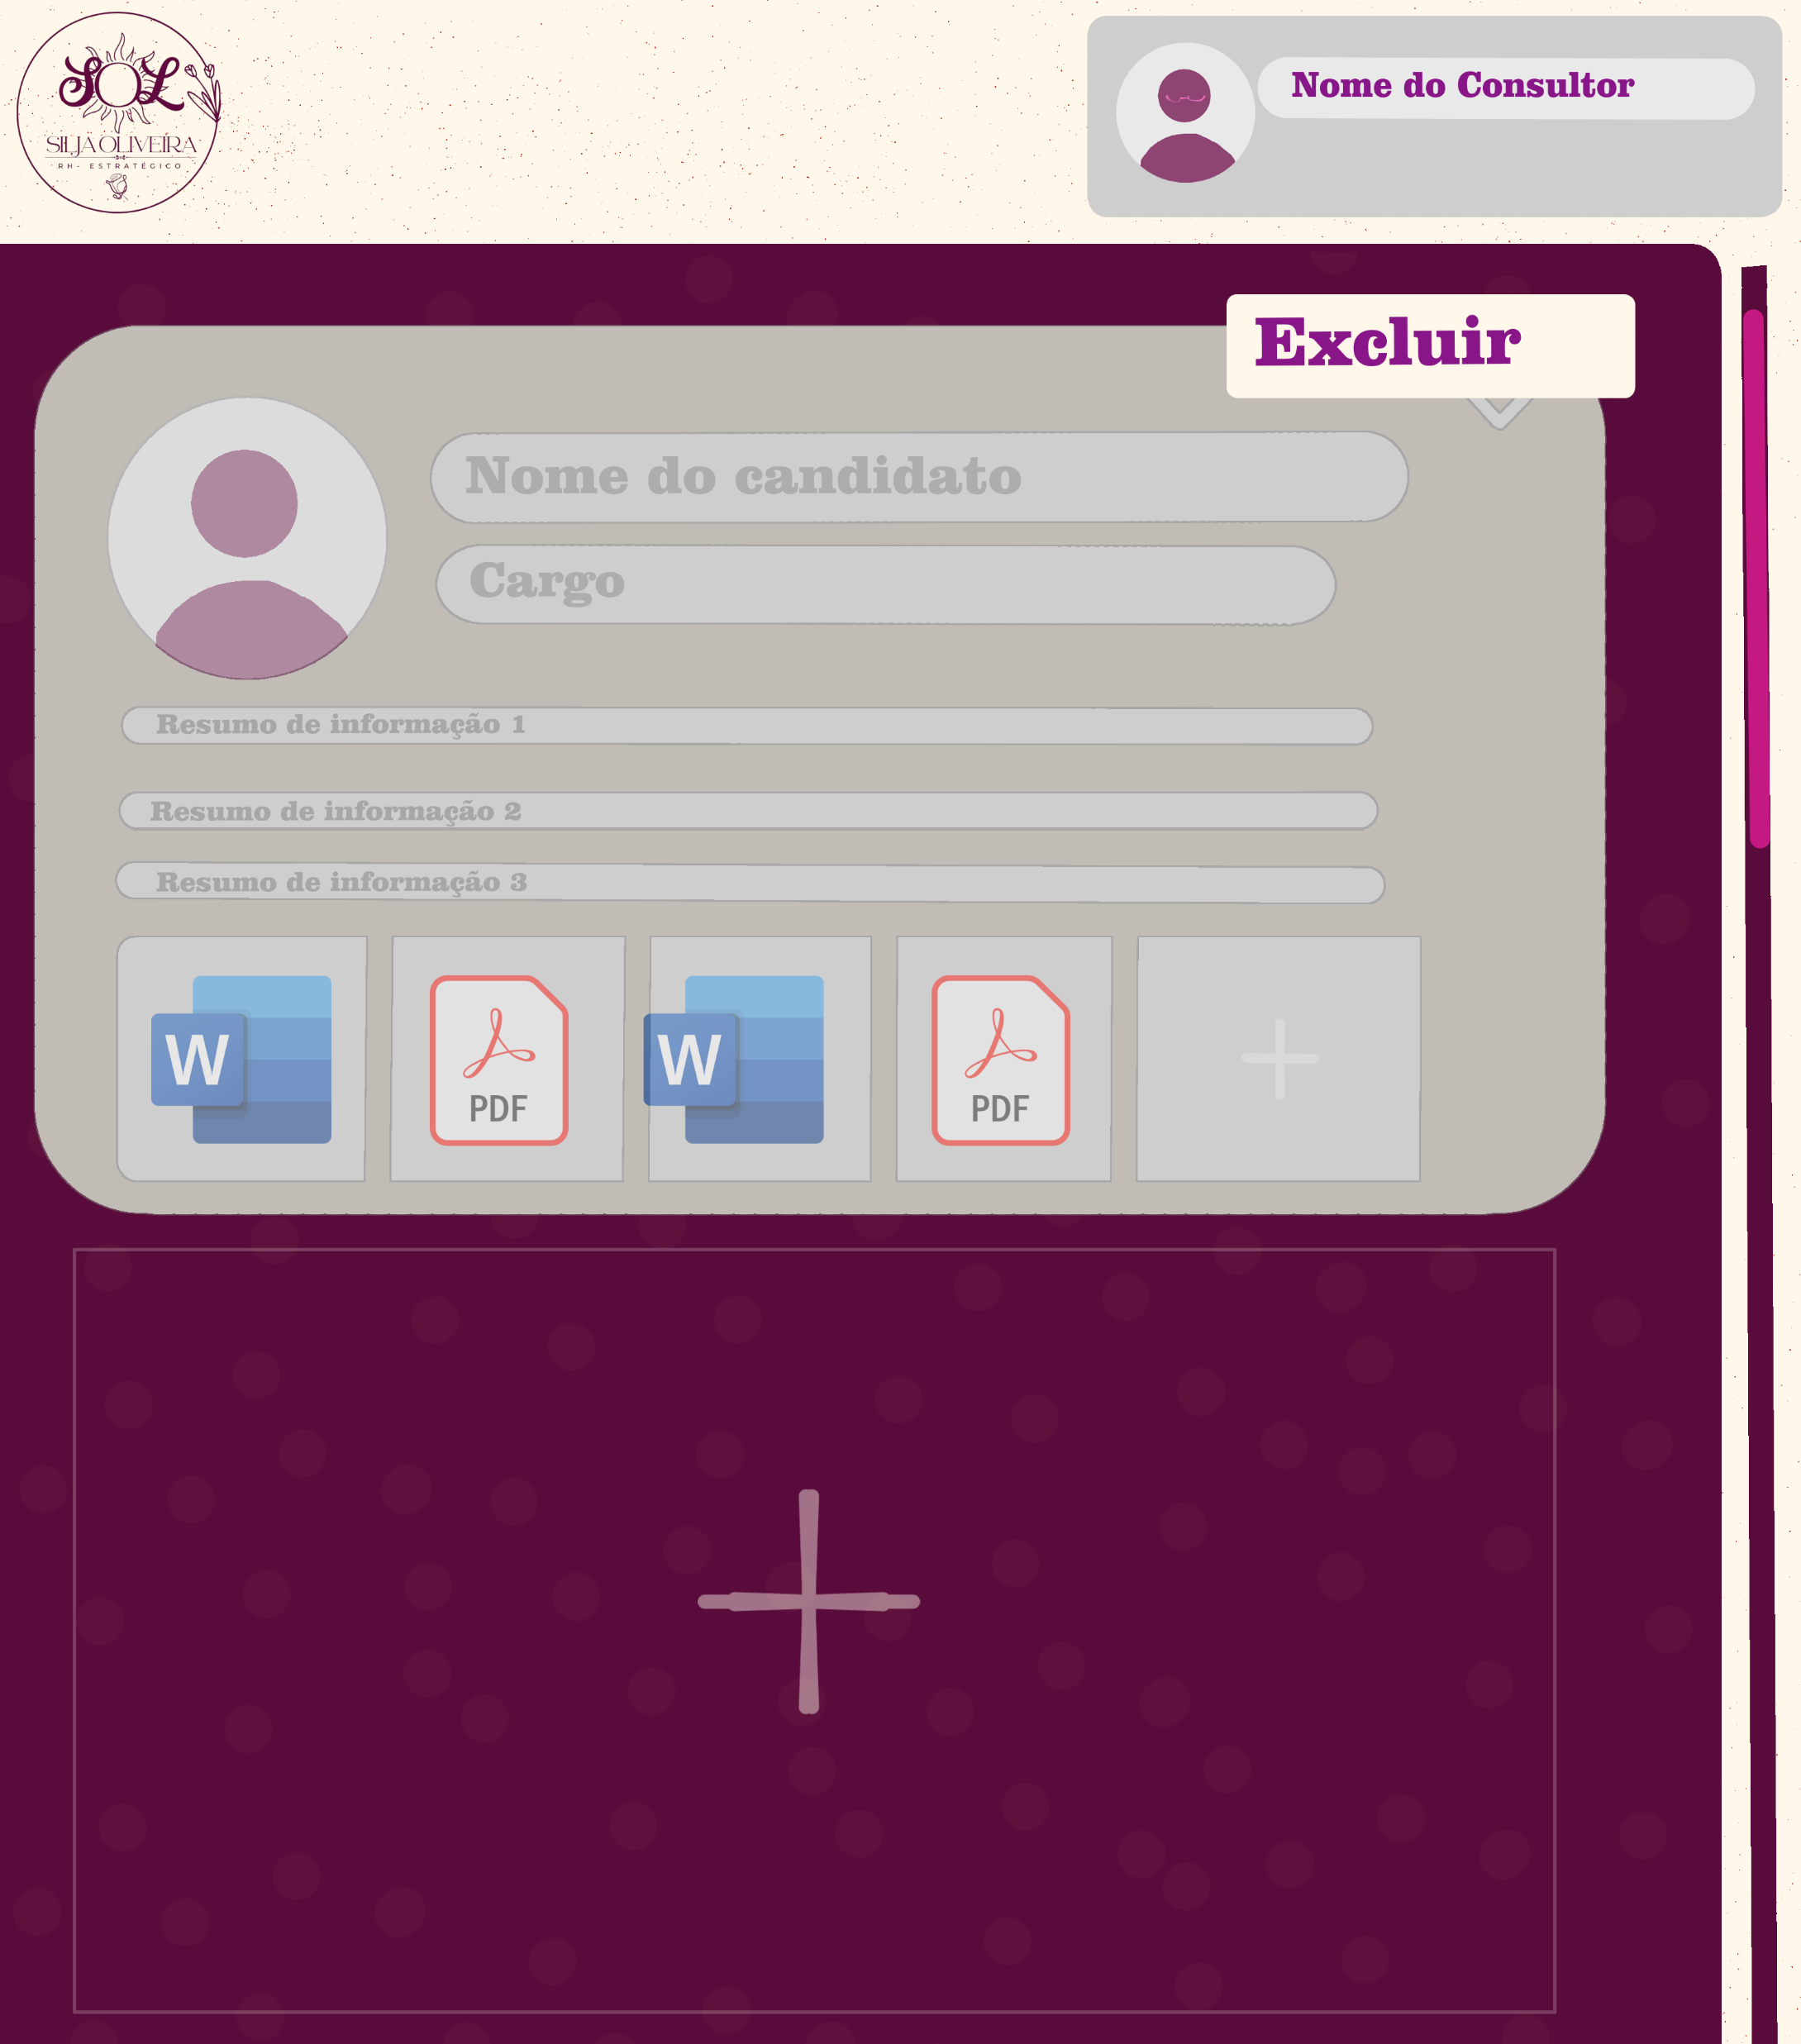 SOL
SILJA OLIVEIRA
RH- ESTRATÉGICO
Nome do Consultor
Excluir
Nome do candidato
Cargo
Resumo de informação 1
Resumo de informação 2
Resumo de informação 3
W
PDF
W
PDF